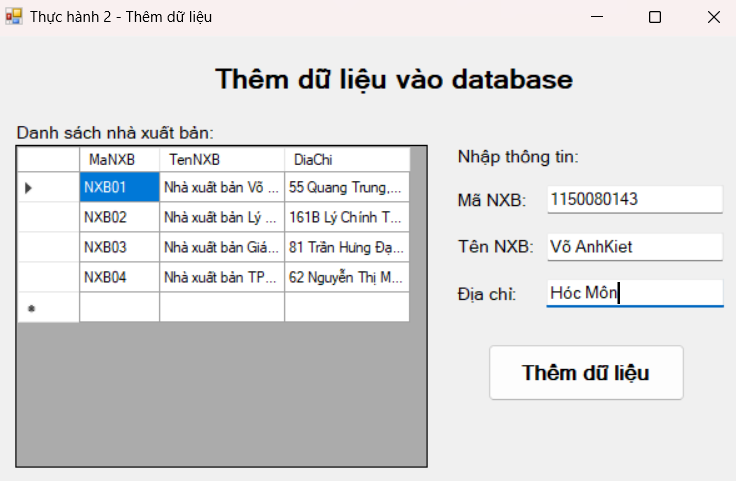 Thực hành 2 - Thêm dữ liệu
Thêm dữ liệu vào database
Danh sách nhà xuất bản:
MaNXB TenNXB DiaChi
NXB01 Nhà xuất bản Võ ... 55 Quang Trung,...
NXB02 Nhà xuất bản Lý ... 161B Lý Chính T...
NXB03 Nhà xuất bản Giá... 81 Trần Hưng Đạ...
NXB04 Nhà xuất bản TP... 62 Nguyễn Thị M...
Nhập thông tin:
Mã NXB: 1150080143
Tên NXB: Võ AnhKiet
Địa chỉ: Hóc Môn
Thêm dữ liệu